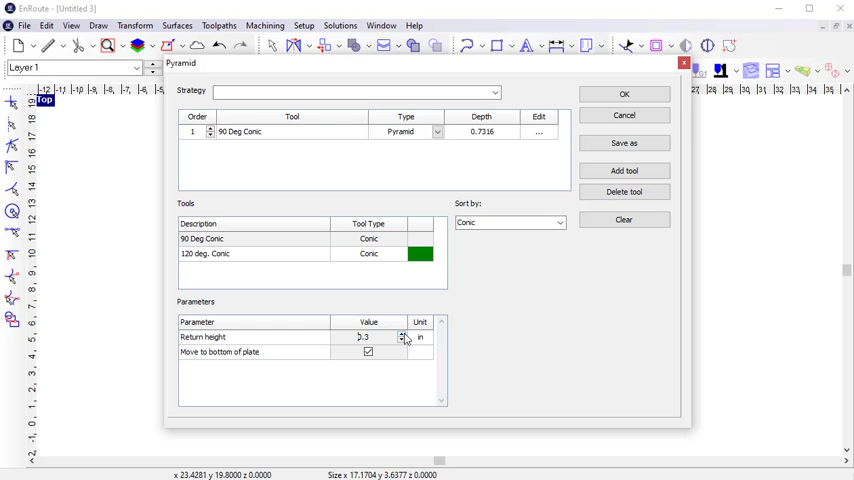 EnRoute - [Untitled 3]
File Edit View Draw Transform Surfaces Toolpaths Machining Setup Solutions Window Help
Layer 1
Top
Pyramid
Strategy
OK
Cancel
Save as
Add tool
Delete tool
Clear
Order Tool Type Depth Edit
1 90 Deg Conic Pyramid 0.7316 ...
Tools
Sort by:
Description Tool Type
Conic
90 Deg Conic Conic
120 deg. Conic Conic
Parameters
Parameter Value Unit
Return height 0.3 in
Move to bottom of plate
x 23.4281 y 19.8000 z 0.0000 Size x 17.1704 y 3.6377 z 0.0000